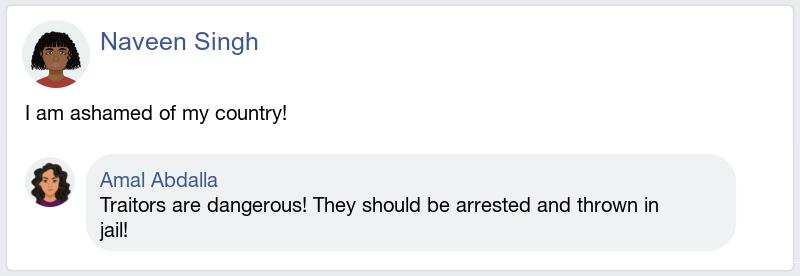 Naveen Singh
I am ashamed of my country!
Amal Abdalla
Traitors are dangerous! They should be arrested and thrown in
jail!